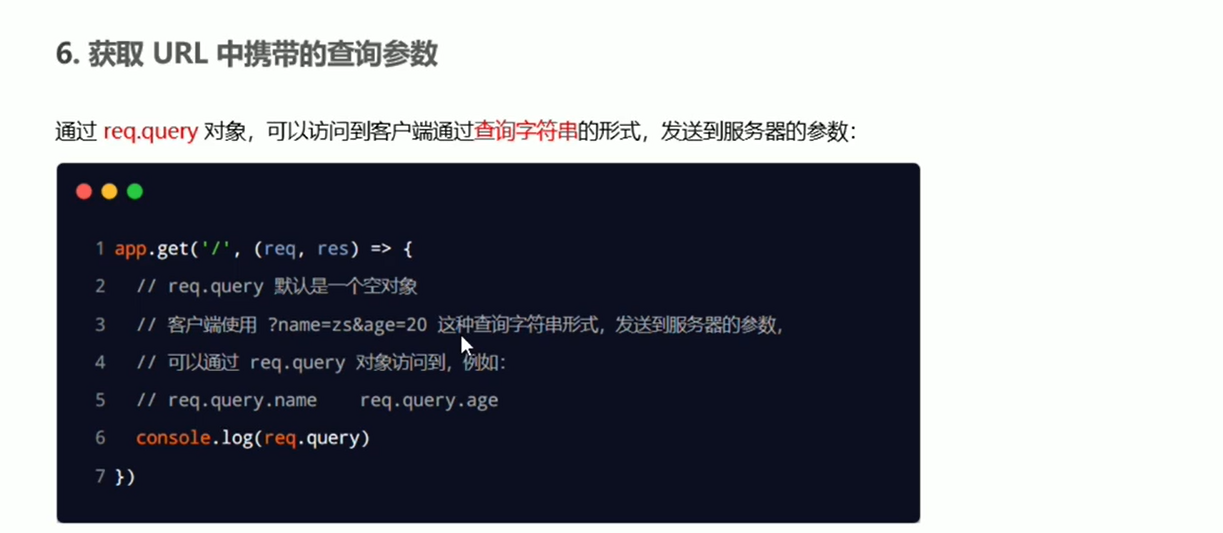 6. 获取 URL 中携带的查询参数
通过 req.query 对象，可以访问到客户端通过查询字符串的形式，发送到服务器的参数：
1 app.get('/', (req, res) => {
2   // req.query 默认是一个空对象
3   // 客户端使用 ?name=zs&age=20 这种查询字符串形式，发送到服务器的参数，
4   // 可以通过 req.query 对象访问到，例如：
5   // req.query.name    req.query.age
6   console.log(req.query)
7 })